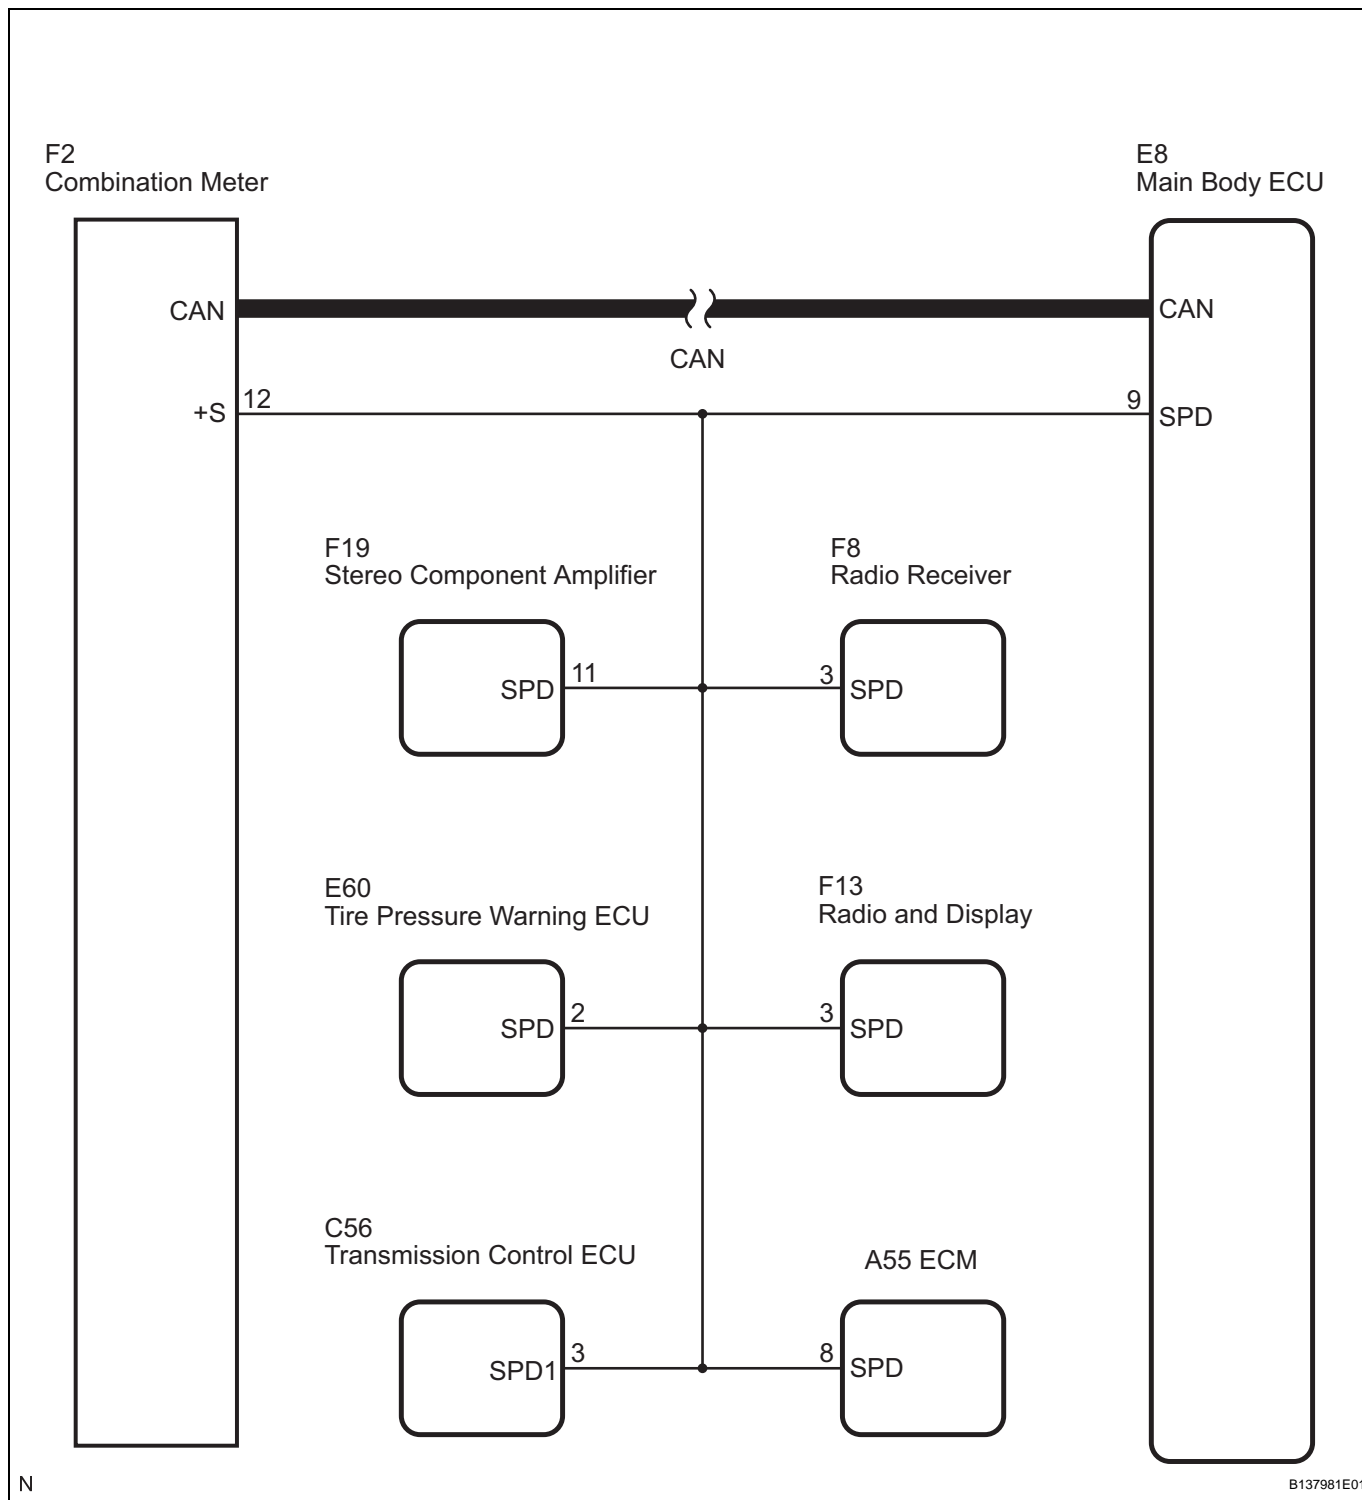 F2
Combination Meter
E8
Main Body ECU
CAN
CAN
CAN
+S
12
9
SPD
F19
Stereo Component Amplifier
F8
Radio Receiver
SPD
11
3
SPD
E60
Tire Pressure Warning ECU
F13
Radio and Display
SPD
2
3
SPD
C56
Transmission Control ECU
A55 ECM
SPD1
3
8
SPD
N
B137981E01